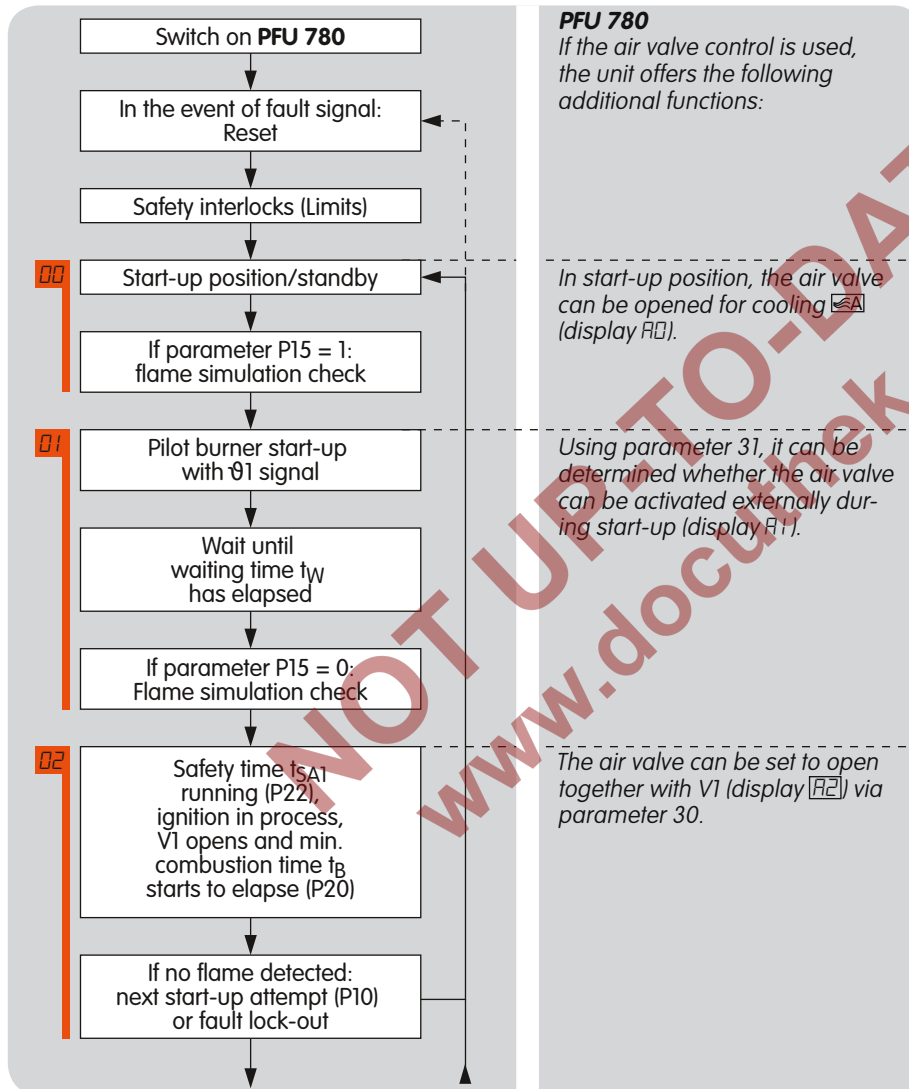 Switch on PFU 780
In the event of fault signal:
Reset
Safety interlocks (Limits)
00
Start-up position/standby
If parameter P15 = 1:
flame simulation check
01
Pilot burner start-up
with ϑ1 signal
Wait until
waiting time tW
has elapsed
If parameter P15 = 0:
Flame simulation check
02
Safety time tSA1
running (P22),
ignition in process,
V1 opens and min.
combustion time tB
starts to elapse (P20)
If no flame detected:
next start-up attempt (P10)
or fault lock-out
PFU 780
If the air valve control is used,
the unit offers the following
additional functions:
In start-up position, the air valve
can be opened for cooling A
(display A0).
Using parameter 31, it can be
determined whether the air valve
can be activated externally dur-
ing start-up (display A1).
The air valve can be set to open
together with V1 (display A2) via
parameter 30.
NOT UP-TO-DAT
www.docuthek